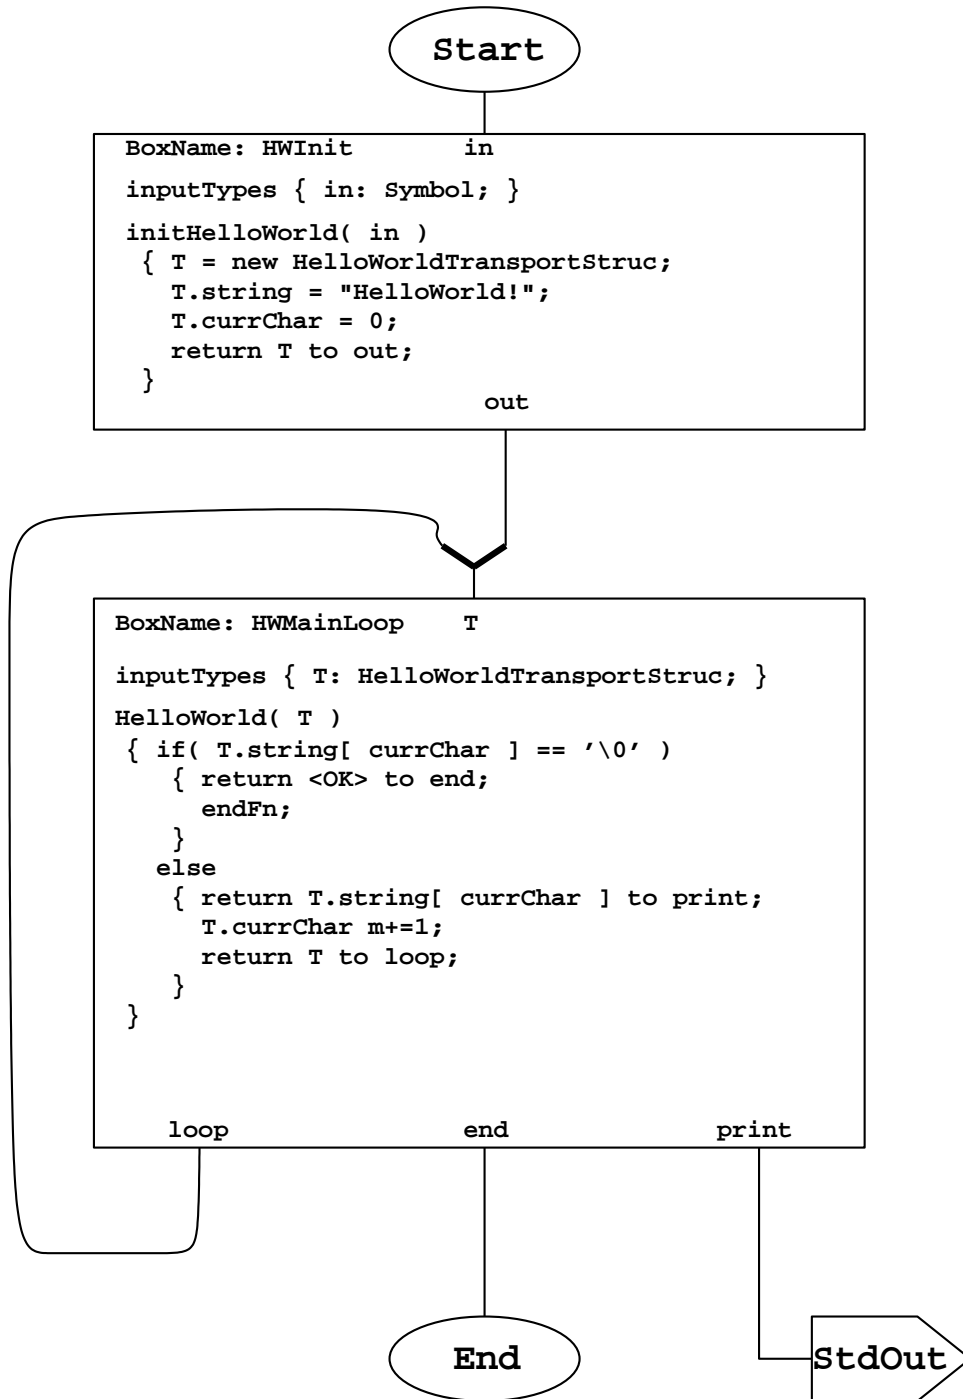 Start
BoxName: HWInit in
inputTypes { in: Symbol; }
initHelloWorld( in )
{ T = new HelloWorldTransportStruc;
T.string = "HelloWorld!";
T.currChar = 0;
return T to out;
}
out
BoxName: HWMainLoop T
inputTypes { T: HelloWorldTransportStruc; }
HelloWorld( T )
{ if( T.string[ currChar ] == '\0' )
{ return <OK> to end;
endFn;
}
else
{ return T.string[ currChar ] to print;
T.currChar m+=1;
return T to loop;
}
}
loop end print
End StdOut